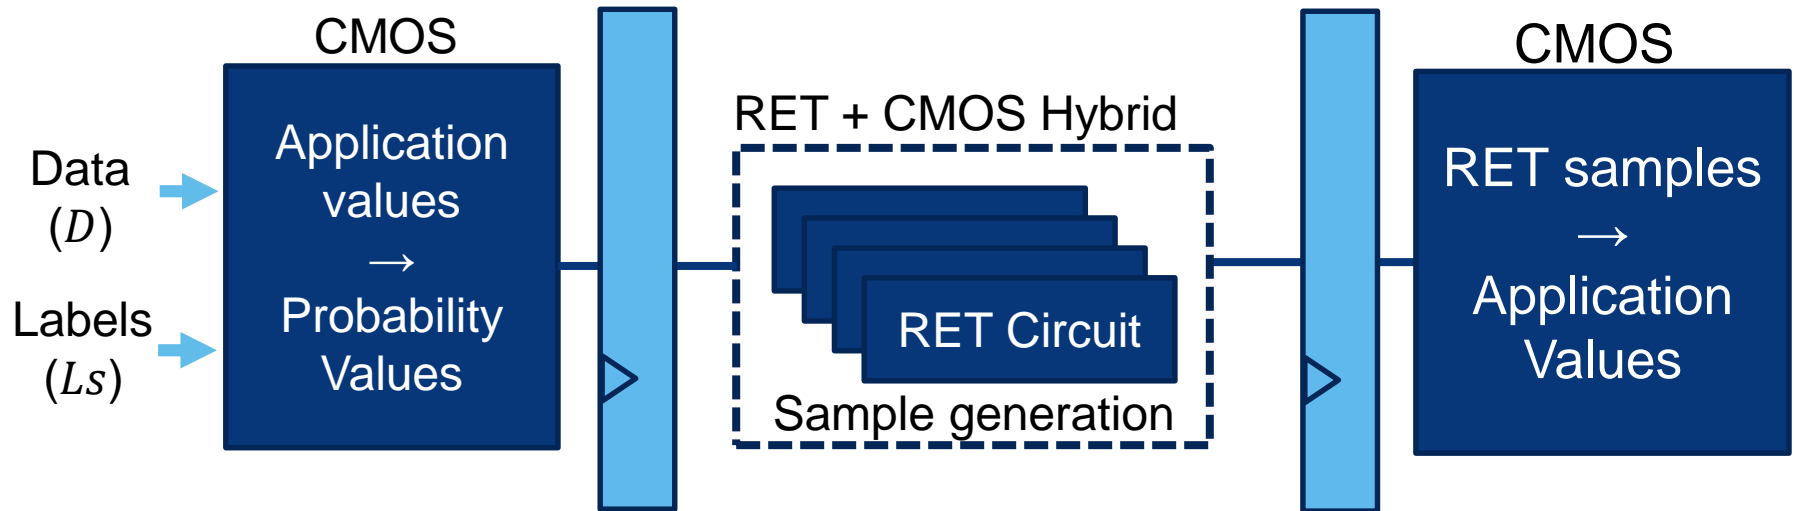 Data
(D)
Labels
(Ls)
CMOS
Application
values
→
Probability
Values
RET + CMOS Hybrid
RET Circuit
Sample generation
CMOS
RET samples
→
Application
Values